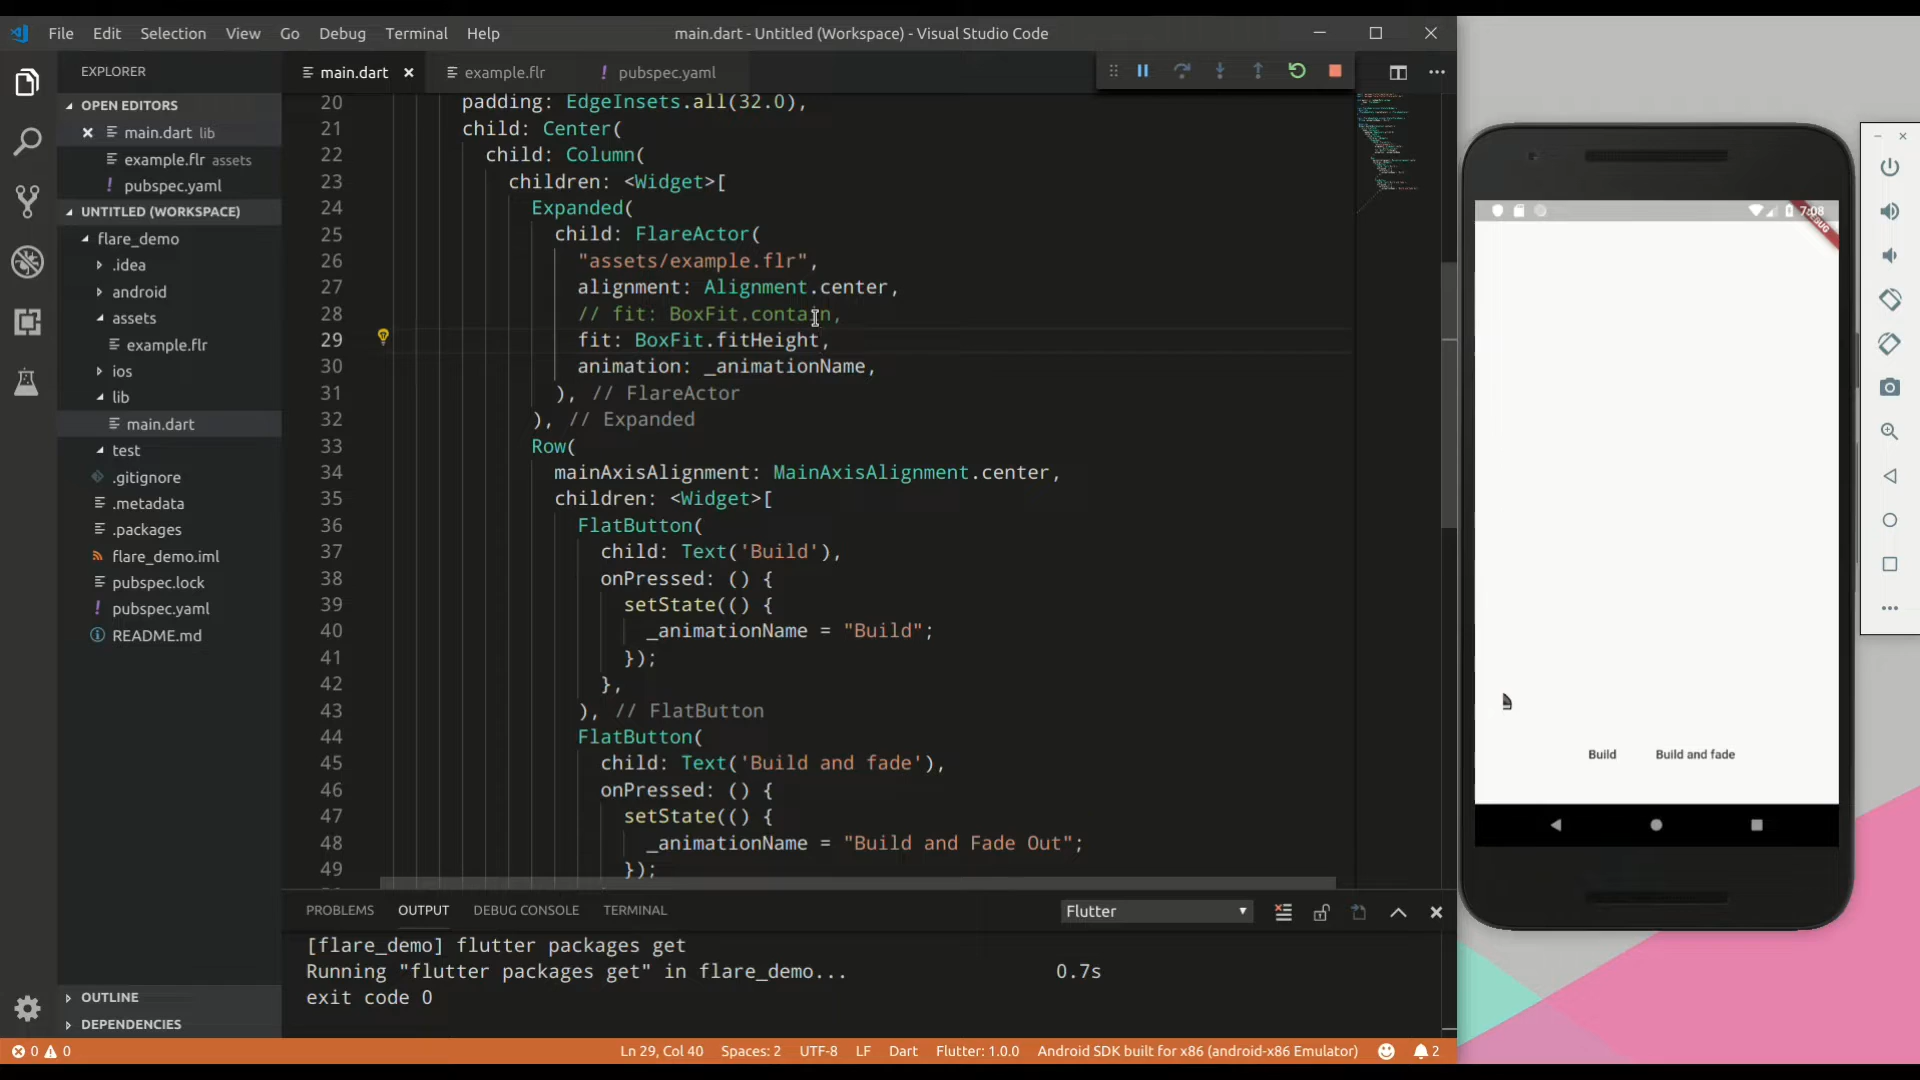 File Edit Selection View Go Debug Terminal Help
main.dart - Untitled (Workspace) - Visual Studio Code
EXPLORER
OPEN EDITORS
main.dart lib
example.flr assets
! pubspec.yaml
UNTITLED (WORKSPACE)
flare_demo
.idea
android
assets
example.flr
ios
lib
main.dart
test
.gitignore
.metadata
.packages
flare_demo.iml
pubspec.lock
! pubspec.yaml
README.md
OUTLINE
DEPENDENCIES
main.dart
example.flr
! pubspec.yaml
20 padding: EdgeInsets.all(32.0),
21 child: Center(
22 child: Column(
23 children: <Widget>[
24 Expanded(
25 child: FlareActor(
26 "assets/example.flr",
27 alignment: Alignment.center,
28 // fit: BoxFit.contain,
29 fit: BoxFit.fitHeight,
30 animation: _animationName,
31 ), // FlareActor
32 ), // Expanded
33 Row(
34 mainAxisAlignment: MainAxisAlignment.center,
35 children: <Widget>[
36 FlatButton(
37 child: Text('Build'),
38 onPressed: () {
39 setState(() {
40 _animationName = "Build";
41 });
42 },
43 ), // FlatButton
44 FlatButton(
45 child: Text('Build and fade'),
46 onPressed: () {
47 setState(() {
48 _animationName = "Build and Fade Out";
49 });
PROBLEMS OUTPUT DEBUG CONSOLE TERMINAL
Flutter
[flare_demo] flutter packages get
Running "flutter packages get" in flare_demo... 0.7s
exit code 0
0 0
Ln 29, Col 40 Spaces: 2 UTF-8 LF Dart Flutter: 1.0.0 Android SDK built for x86 (android-x86 Emulator) 2
7:08
Build Build and fade